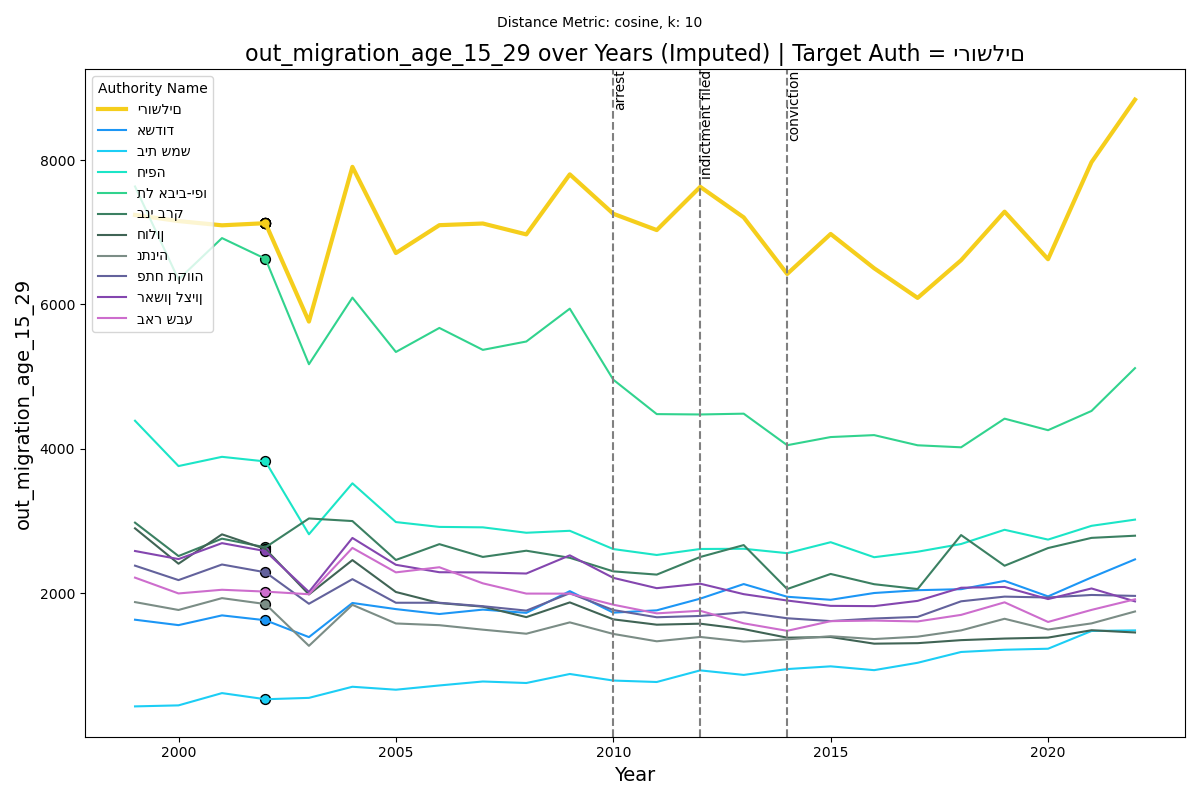 Distance Metric: cosine, k: 10
out_migration_age_15_29 over Years (Imputed) | Target Auth = ירושלים
Authority Name
ירושלים
אשדוד
בית שמש
חיפה
תל אביב-יפו
בני ברק
חולון
נתניה
פתח תקווה
ראשון לציון
באר שבע
arrest
indictment filed
conviction
out_migration_age_15_29
8000
6000
4000
2000
2000
2005
2010
2015
2020
Year